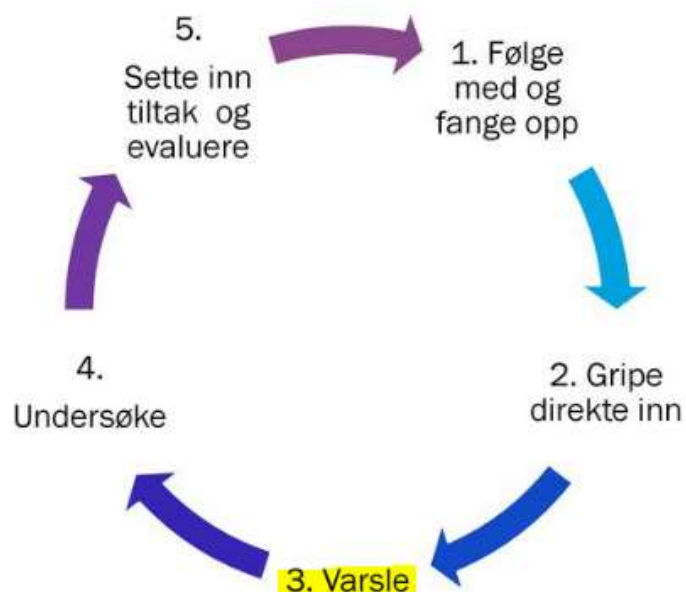 1. Følge
med og
fange opp
2. Gripe
direkte inn
3. Varsle
4.
Undersøke
5.
Sette inn
tiltak og
evaluere